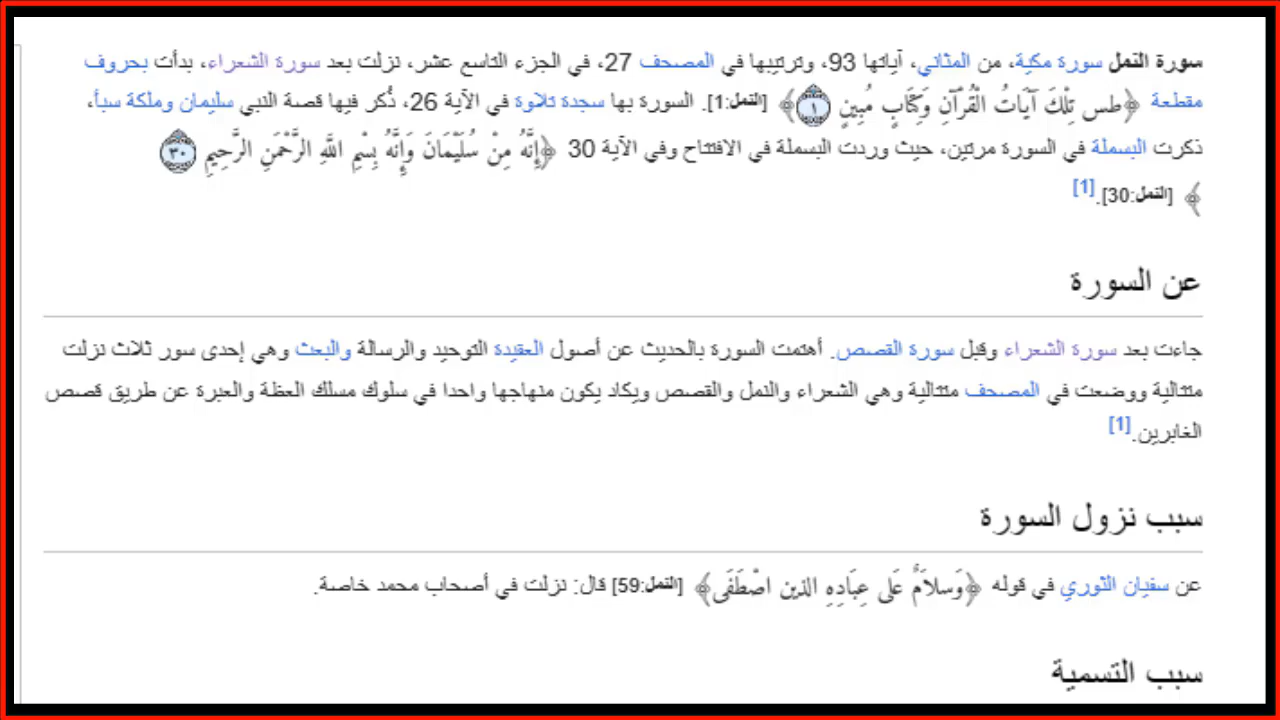 سورة النمل سورة مكية، من المثاني، آياتها 93، وترتيبها في المصحف 27، في الجزء التاسع عشر، نزلت بعد سورة الشعراء، بدأت بحروف
مقطعة ﴿طس تِلْكَ آيَاتُ الْقُرْآنِ وَكِتَابٍ مُبِينٍ ١﴾ [النمل:1]. السورة بها سجدة تلاوة في الآية 26، ذُكر فيها قصة النبي سليمان وملكة سبأ،
ذكرت البسملة في السورة مرتين، حيث وردت البسملة في الافتتاح وفي الآية 30 ﴿إِنَّهُ مِنْ سُلَيْمَانَ وَإِنَّهُ بِسْمِ اللَّهِ الرَّحْمَنِ الرَّحِيمِ ٣٠
﴾ [النمل:30].[1]
عن السورة
جاءت بعد سورة الشعراء وقبل سورة القصص. أهتمت السورة بالحديث عن أصول العقيدة التوحيد والرسالة والبعث وهي إحدى سور ثلاث نزلت
متتالية ووضعت في المصحف متتالية وهي الشعراء والنمل والقصص ويكاد يكون منهاجها واحدا في سلوك مسلك العظة والعبرة عن طريق قصص
الغابرين.[1]
سبب نزول السورة
عن سفيان الثوري في قوله ﴿وَسلاَمٌ عَلَى عِبَادِهِ الذين اصْطَفَى﴾ [النمل:59] قال: نزلت في أصحاب محمد خاصة.
سبب التسمية